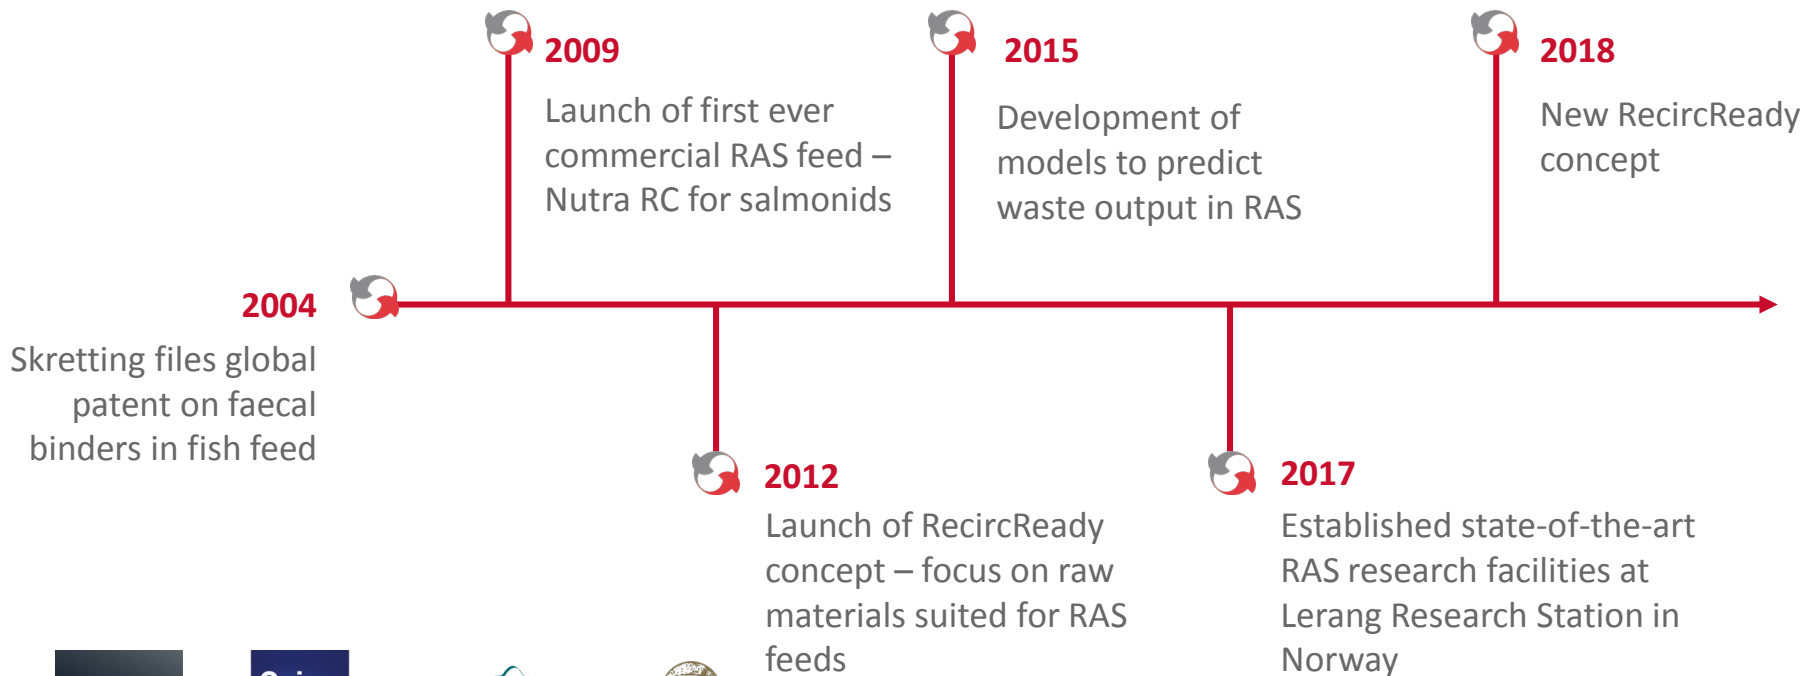 2004
Skretting files global
patent on faecal
binders in fish feed
2009
Launch of first ever
commercial RAS feed –
Nutra RC for salmonids
2012
Launch of RecircReady
concept – focus on raw
materials suited for RAS
feeds
2015
Development of
models to predict
waste output in RAS
2017
Established state-of-the-art
RAS research facilities at
Lerang Research Station in
Norway
2018
New RecircReady
concept